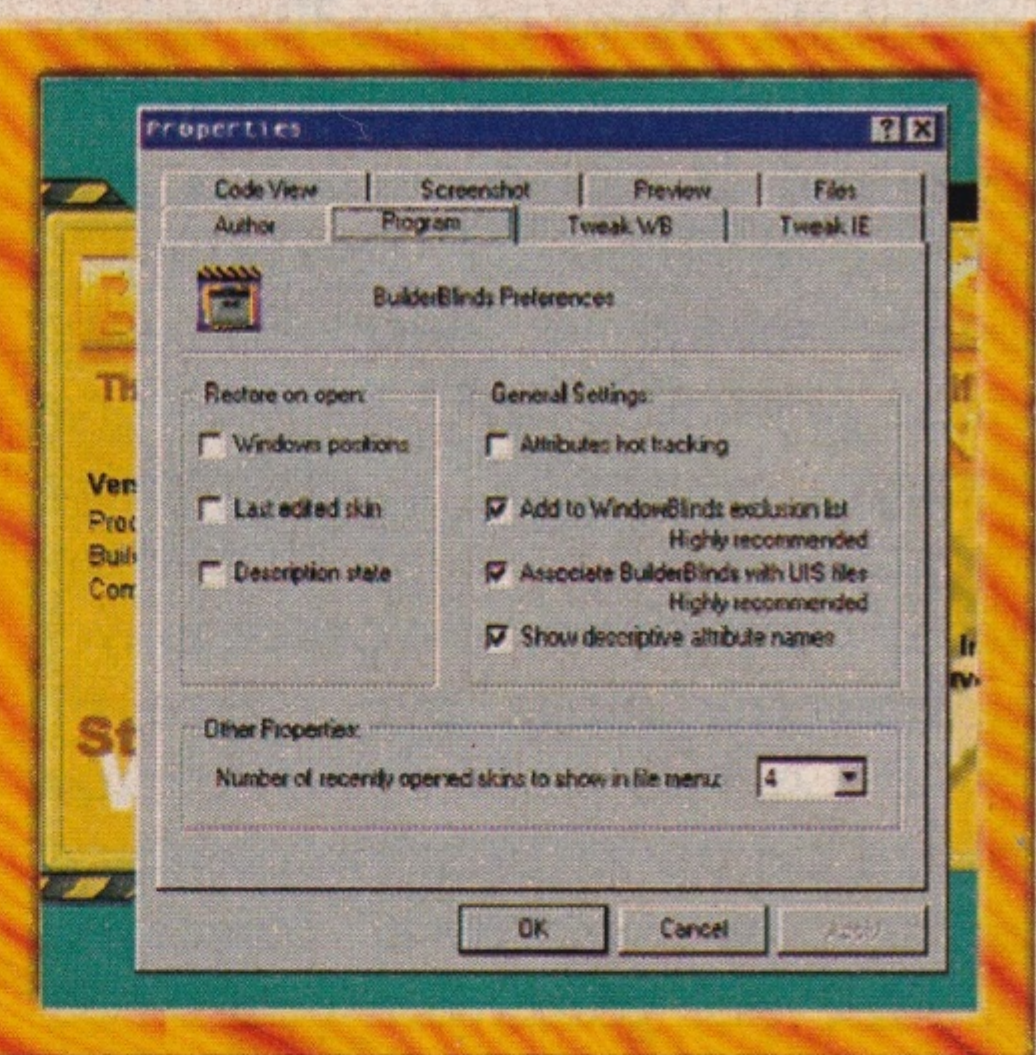 Properties
Code View Screenshot Preview Files
Author Program Tweak WB Tweak IE
BuilderBlinds Preferences
Restore on open:
Windows positions
Last edited skin
Description state
General Settings:
Attributes hot tracking
Add to WindowBlinds exclusion list
Highly recommended
Associate BuilderBlinds with UIS files
Highly recommended
Show descriptive attribute names
Other Properties:
Number of recently opened skins to show in file menu: 4
OK Cancel Apply
Th
Ver
Buil
Com
St
W